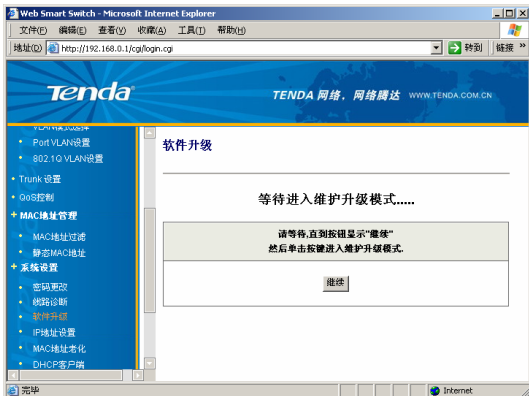 Web Smart Switch - Microsoft Internet Explorer
文件(F) 编辑(E) 查看(V) 收藏(A) 工具(T) 帮助(H)
地址(D) http://192.168.0.1/cgi/login.cgi 转到 链接 »
Tenda TENDA 网络，网络腾达 WWW.TENDA.COM.CN
VLAN模式选择
Port VLAN设置
802.1Q VLAN设置
Trunk 设置
QoS控制
MAC地址管理
MAC地址过滤
静态MAC地址
系统设置
密码更改
线路诊断
软件升级
IP地址设置
MAC地址老化
DHCP客户端
软件升级
等待进入维护升级模式.....
请等待,直到按钮显示"继续"
然后单击按键进入维护升级模式.
继续
完毕 Internet